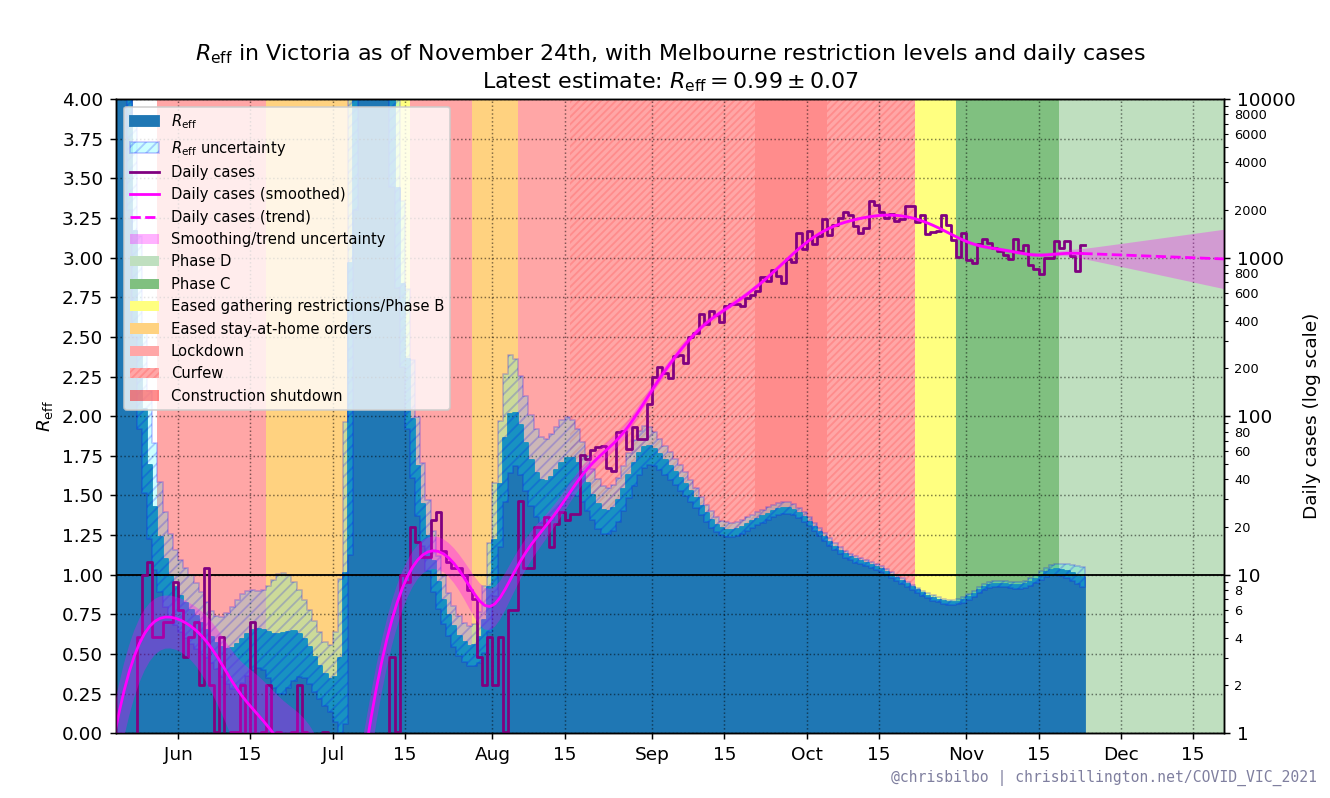 R_eff in Victoria as of November 24th, with Melbourne restriction levels and daily cases
Latest estimate: R_eff = 0.99 ± 0.07
R_eff
R_eff uncertainty
Daily cases
Daily cases (smoothed)
Daily cases (trend)
Smoothing/trend uncertainty
Phase D
Phase C
Eased gathering restrictions/Phase B
Eased stay-at-home orders
Lockdown
Curfew
Construction shutdown
R_eff
4.00
3.75
3.50
3.25
3.00
2.75
2.50
2.25
2.00
1.75
1.50
1.25
1.00
0.75
0.50
0.25
0.00
Jun 15 Jul 15 Aug 15 Sep 15 Oct 15 Nov 15 Dec 15
10000
8000
6000
4000
2000
1000
800
600
400
200
100
80
60
40
20
10
8
6
4
2
1
Daily cases (log scale)
@chrisbilbo | chrisbillington.net/COVID_VIC_2021